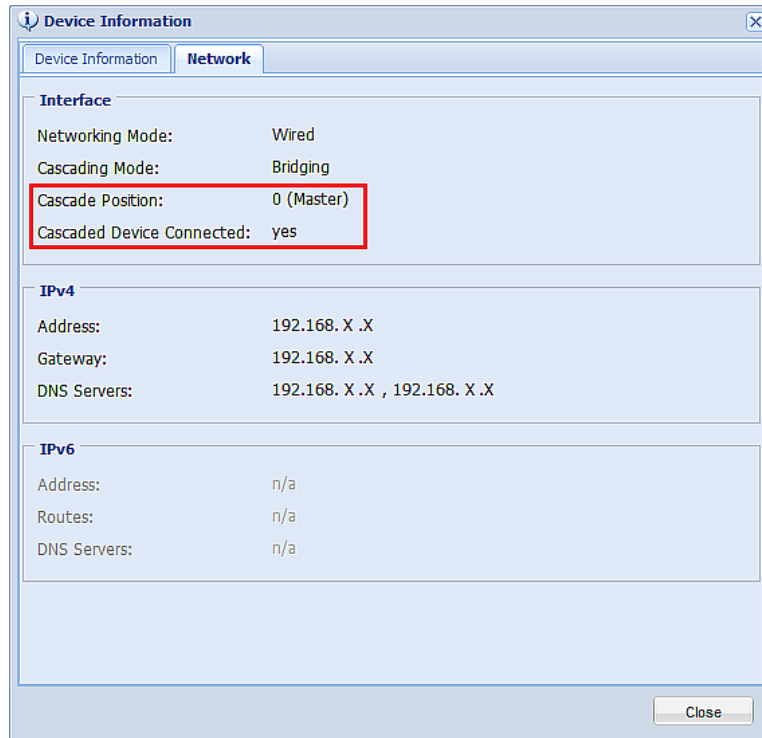 Device Information
Device Information Network
Interface
Networking Mode: Wired
Cascading Mode: Bridging
Cascade Position: 0 (Master)
Cascaded Device Connected: yes
IPv4
Address: 192.168. X .X
Gateway: 192.168. X .X
DNS Servers: 192.168. X .X , 192.168. X .X
IPv6
Address: n/a
Routes: n/a
DNS Servers: n/a
Close